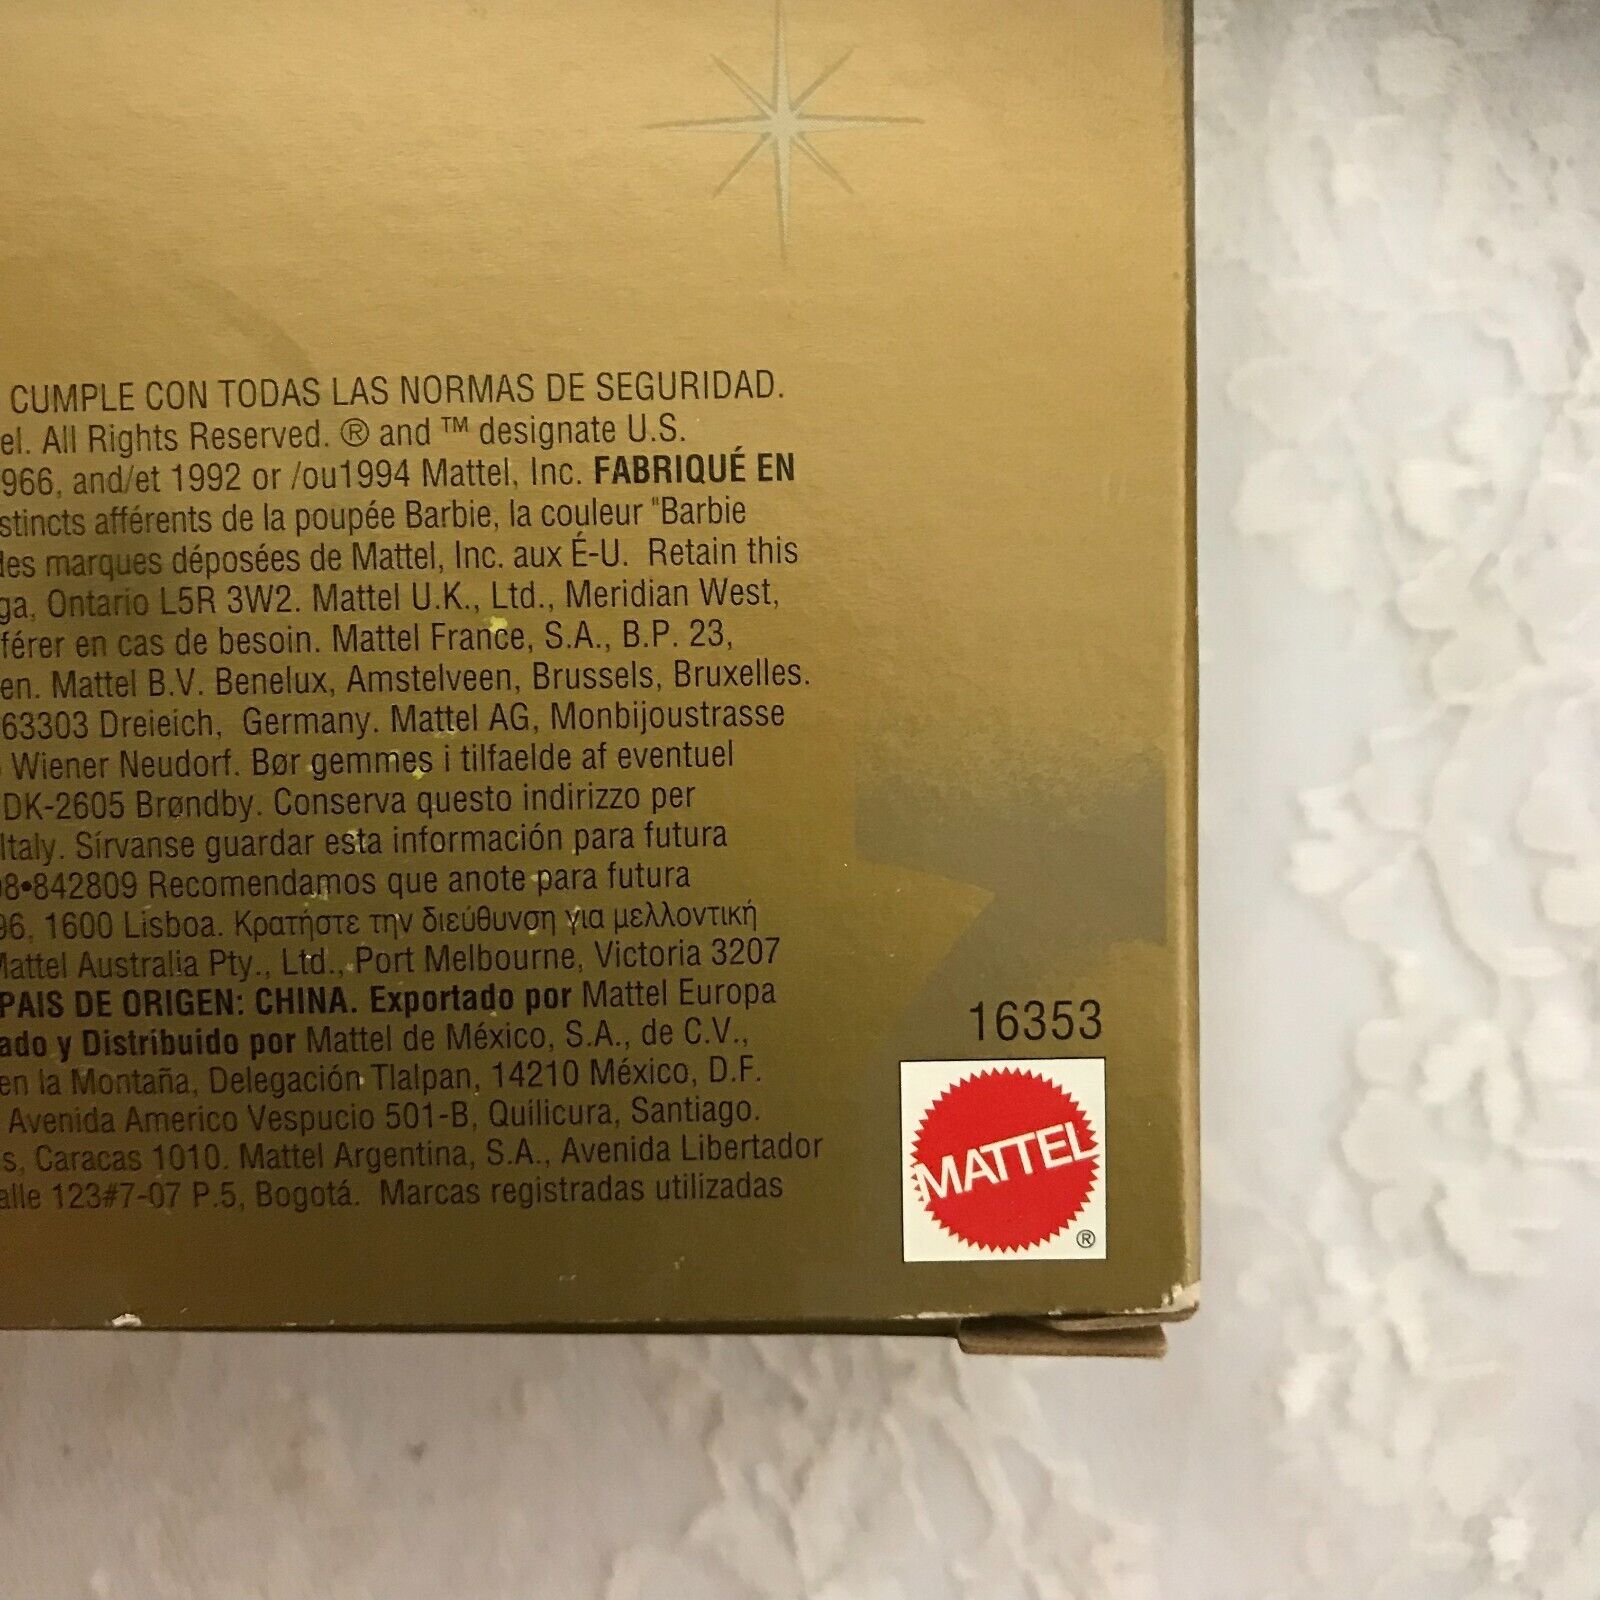 CUMPLE CON TODAS LAS NORMAS DE SEGURIDAD.
el. All Rights Reserved. ® and ™ designate U.S.
966, and/et 1992 or /ou1994 Mattel, Inc. FABRIQUÉ EN
stincts afférents de la poupée Barbie, la couleur "Barbie
des marques déposées de Mattel, Inc. aux É-U. Retain this
ga, Ontario L5R 3W2. Mattel U.K., Ltd., Meridian West,
férer en cas de besoin. Mattel France, S.A., B.P. 23,
en. Mattel B.V. Benelux, Amstelveen, Brussels, Bruxelles.
63303 Dreieich, Germany. Mattel AG, Monbijoustrasse
Wiener Neudorf. Bør gemmes i tilfaelde af eventuel
DK-2605 Brøndby. Conserva questo indirizzo per
Italy. Sírvanse guardar esta información para futura
08•842809 Recomendamos que anote para futura
96, 1600 Lisboa. Κρατήστε την διεύθυνση για μελλοντική
Mattel Australia Pty., Ltd., Port Melbourne, Victoria 3207
PAIS DE ORIGEN: CHINA. Exportado por Mattel Europa
ado y Distribuido por Mattel de México, S.A., de C.V.,
en la Montaña, Delegación Tlalpan, 14210 México, D.F.
Avenida Americo Vespucio 501-B, Quilicura, Santiago.
s, Caracas 1010. Mattel Argentina, S.A., Avenida Libertador
alle 123#7-07 P.5, Bogotá. Marcas registradas utilizadas
16353
MATTEL
®